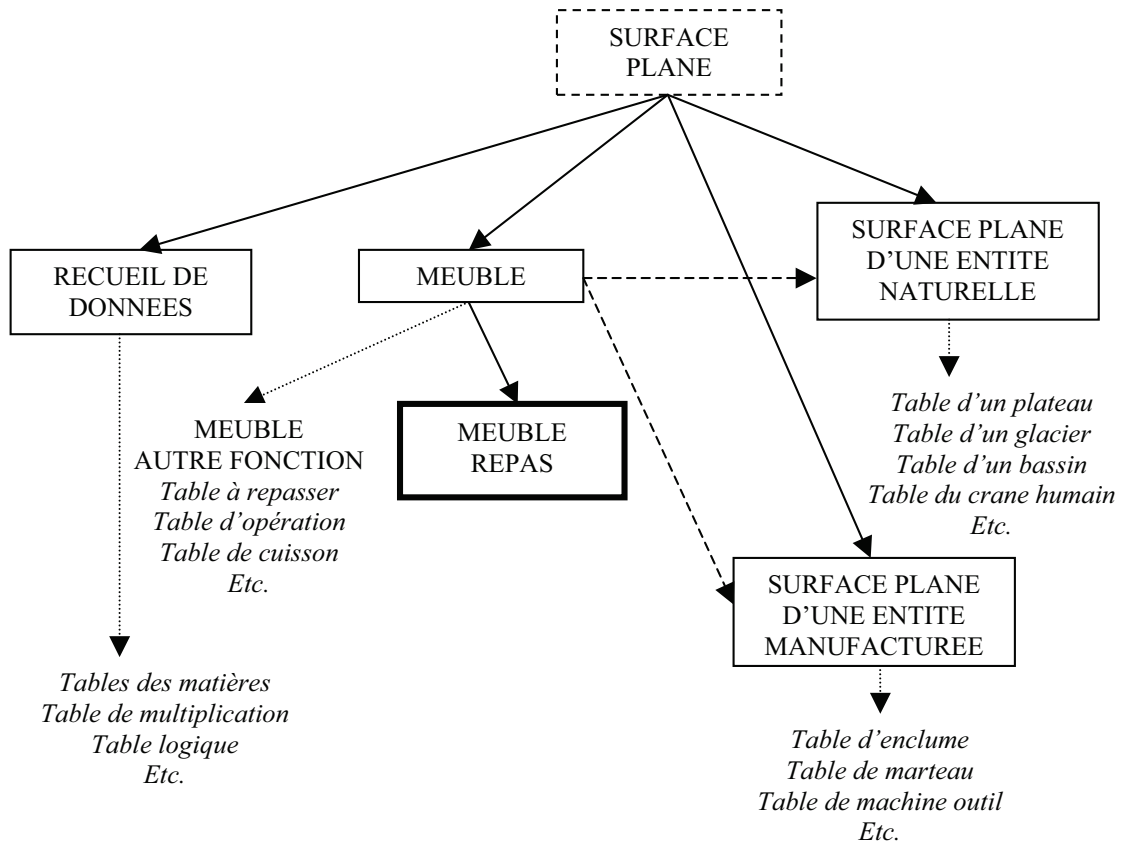 SURFACE
PLANE
RECUEIL DE
DONNEES
MEUBLE
SURFACE PLANE
D’UNE ENTITE
NATURELLE
MEUBLE
AUTRE FONCTION
Table à repasser
Table d’opération
Table de cuisson
Etc.
MEUBLE
REPAS
Table d’un plateau
Table d’un glacier
Table d’un bassin
Table du crane humain
Etc.
SURFACE PLANE
D’UNE ENTITE
MANUFACTUREE
Tables des matières
Table de multiplication
Table logique
Etc.
Table d’enclume
Table de marteau
Table de machine outil
Etc.